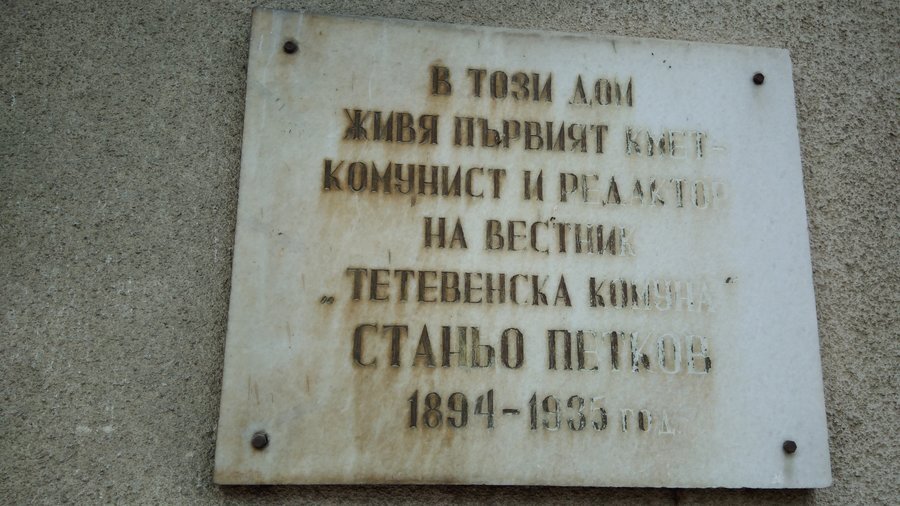 В ТОЗИ ДОМ
ЖИВЯ ПЪРВИЯТ КМЕТ-
КОМУНИСТ И РЕДАКТОР
НА ВЕСТНИК
„ТЕТЕВЕНСКА КОМУНА“
СТАНЬО ПЕТКОВ
1894-1935 ГОД.